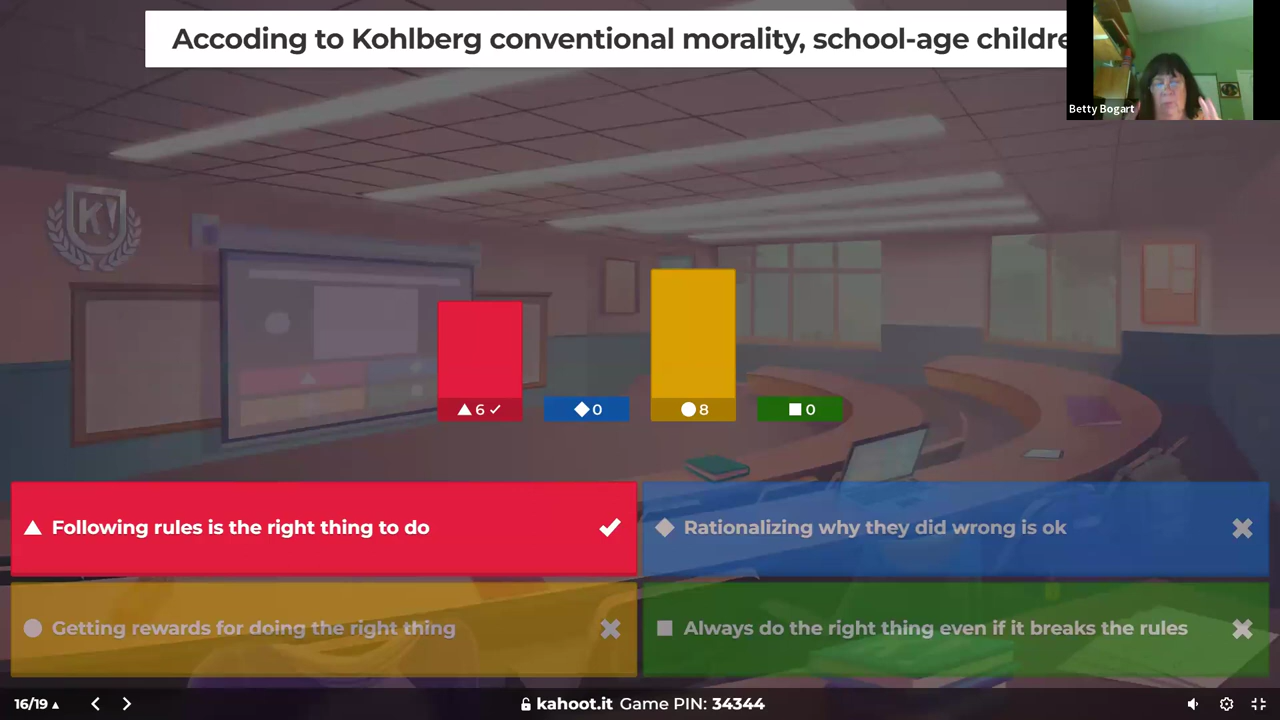 Accoding to Kohlberg conventional morality, school-age childre
Betty Bogart
K!
6
0
8
0
Following rules is the right thing to do
Rationalizing why they did wrong is ok
Getting rewards for doing the right thing
Always do the right thing even if it breaks the rules
16/19
kahoot.it Game PIN: 34344